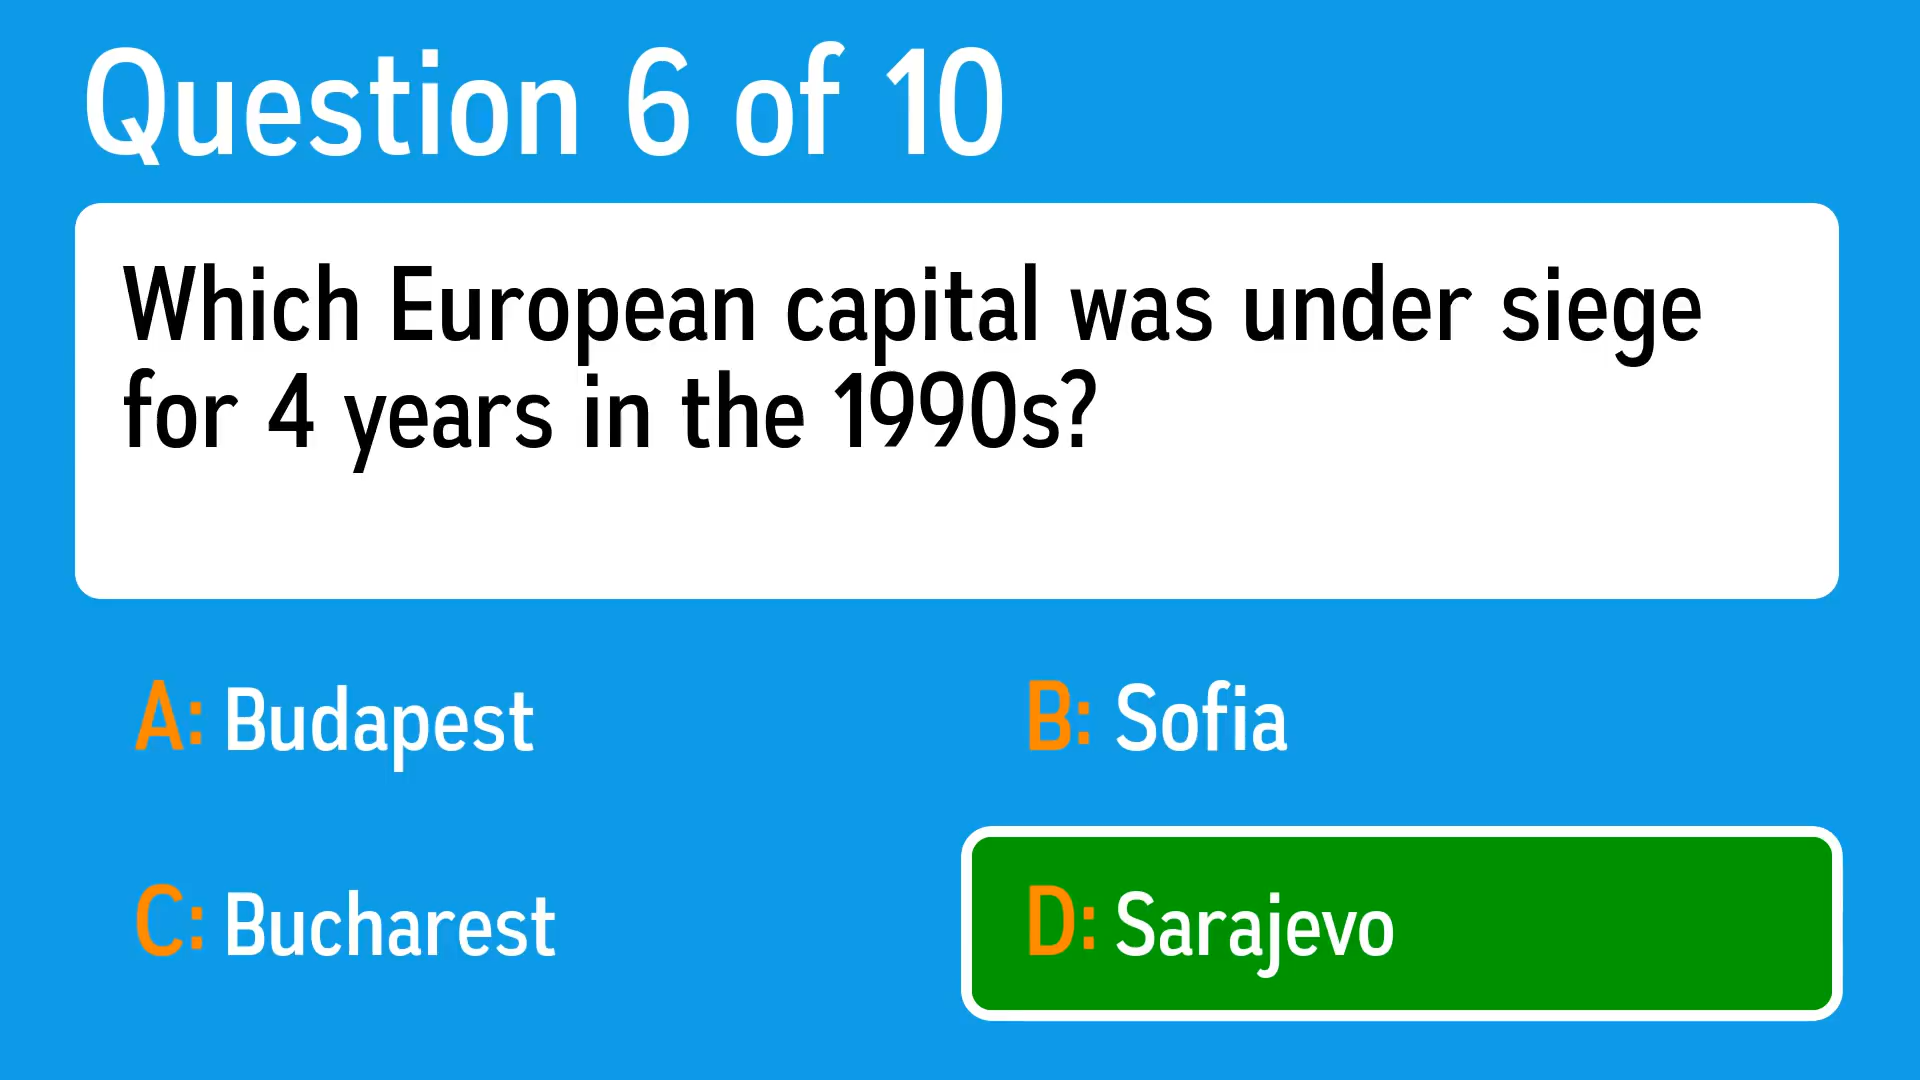 Question 6 of 10
Which European capital was under siege
for 4 years in the 1990s?
A: Budapest
B: Sofia
C: Bucharest
D: Sarajevo